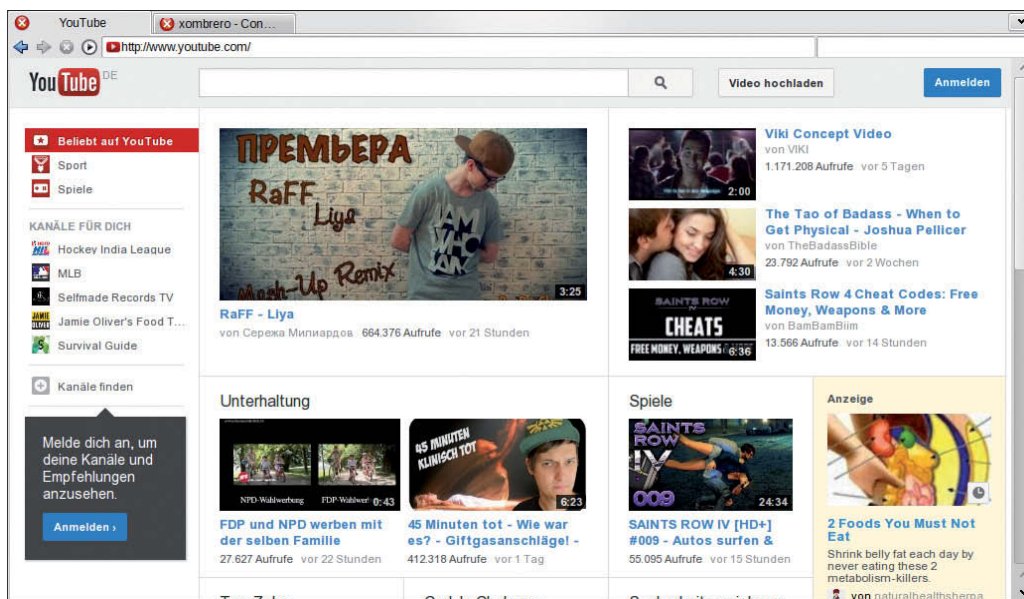 YouTube
xombrero - Con...
http://www.youtube.com/
YouTube DE
Video hochladen
Anmelden
Beliebt auf YouTube
Sport
Spiele
KANÄLE FÜR DICH
Hockey India League
MLB
Selfmade Records TV
Jamie Oliver's Food T...
Survival Guide
Kanäle finden
Melde dich an, um
deine Kanäle und
Empfehlungen
anzusehen.
Anmelden ›
ПРЕМЬЕРА
RaFF
Liya
Mash-Up Remix
3:25
RaFF - Liya
von Сережа Милиардов 664.376 Aufrufe vor 21 Stunden
2:00
Viki Concept Video
von VIKI
1.171.208 Aufrufe vor 5 Tagen
4:30
The Tao of Badass - When to
Get Physical - Joshua Pellicer
von TheBadassBible
23.792 Aufrufe vor 2 Wochen
SAINTS ROW
CHEATS
FREE MONEY, WEAPONS
6:36
Saints Row 4 Cheat Codes: Free
Money, Weapons & More
von BamBamBiim
13.566 Aufrufe vor 14 Stunden
Unterhaltung
NPD-Wahlwerbung
0:43
FDP und NPD werben mit
der selben Familie
27.627 Aufrufe vor 22 Stunden
45 MINUTEN
KLINISCH TOT
6:23
45 Minuten tot - Wie war
es? - Giftgasanschläge! -
412.318 Aufrufe vor 1 Tag
Spiele
SAINTS
ROW
IV
009
24:34
SAINTS ROW IV [HD+]
#009 - Autos surfen &
55.095 Aufrufe vor 15 Stunden
Anzeige
2 Foods You Must Not
Eat
Shrink belly fat each day by
never eating these 2
metabolism-killers.
von naturalhealthsherpa